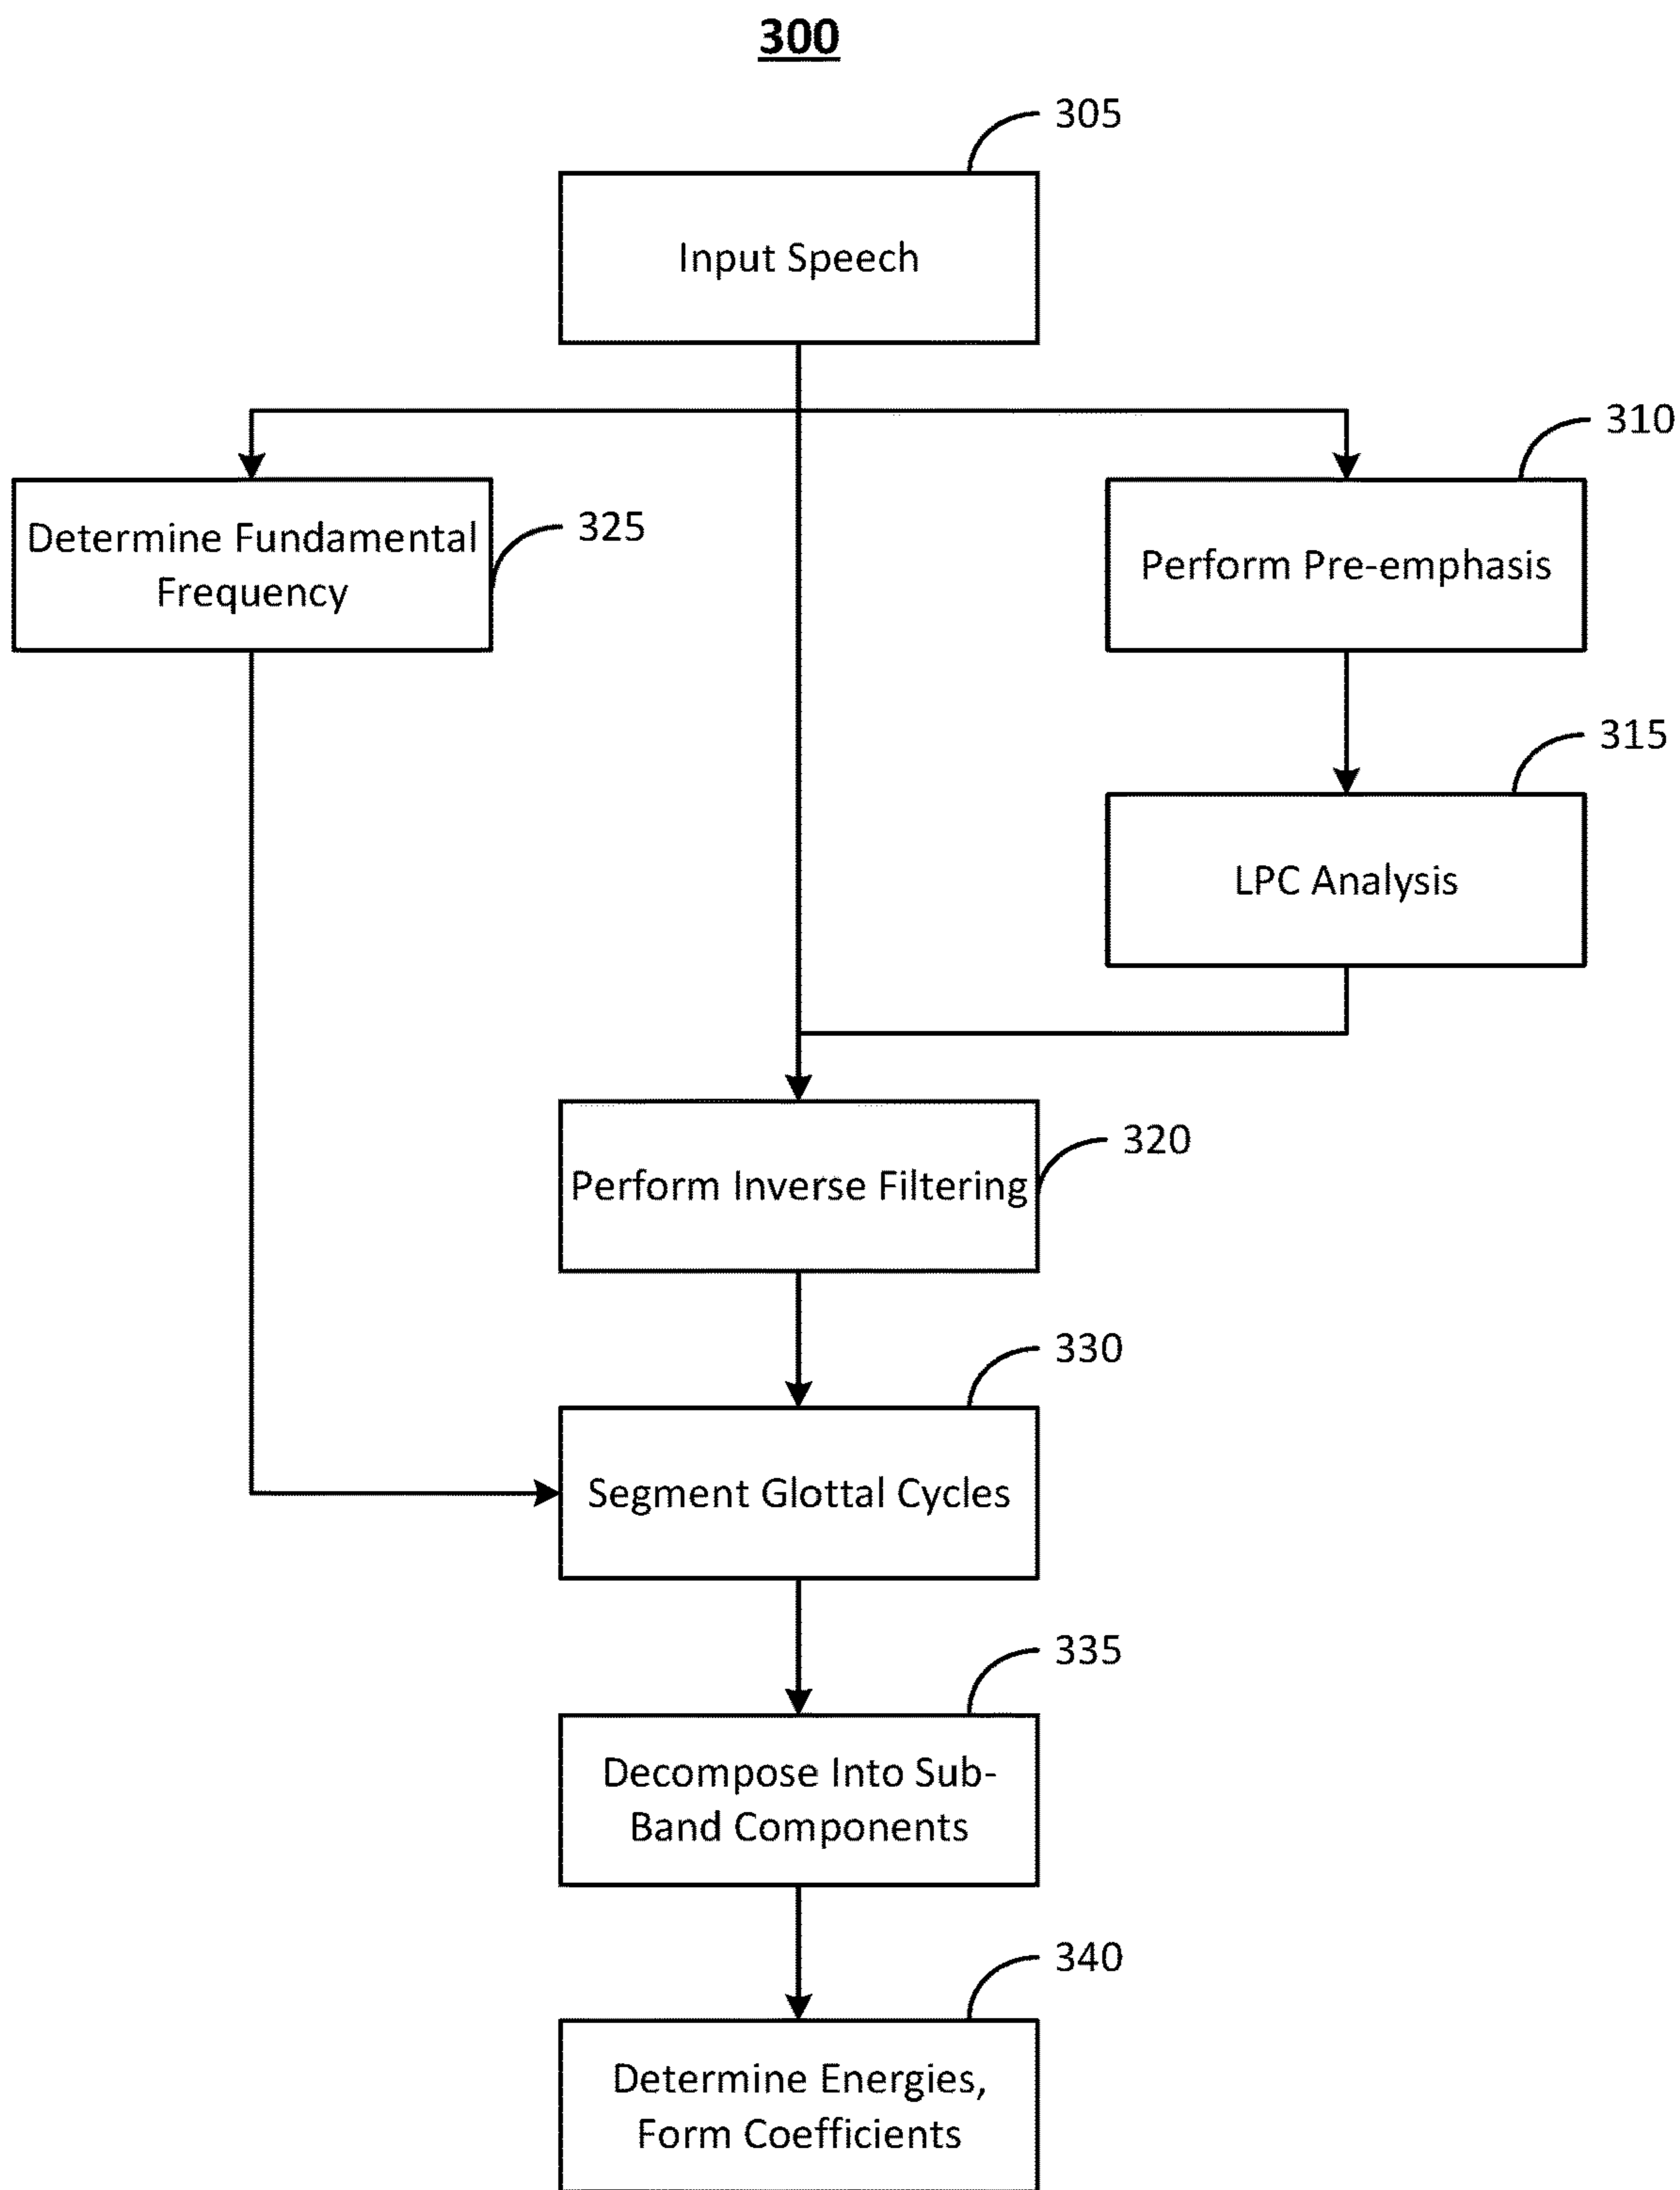 300
305
Input Speech
310
Determine Fundamental
Frequency
325
Perform Pre-emphasis
315
LPC Analysis
320
Perform Inverse Filtering
330
Segment Glottal Cycles
335
Decompose Into Sub-
Band Components
340
Determine Energies,
Form Coefficients